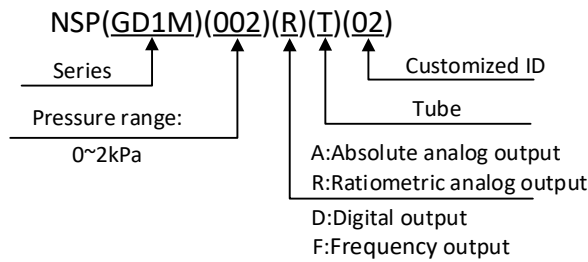 NSP(GD1M)(002)(R)(T)(02)
Series
Customized ID
Pressure range:
Tube
0~2kPa
A:Absolute analog output
R:Ratiometric analog output
D:Digital output
F:Frequency output